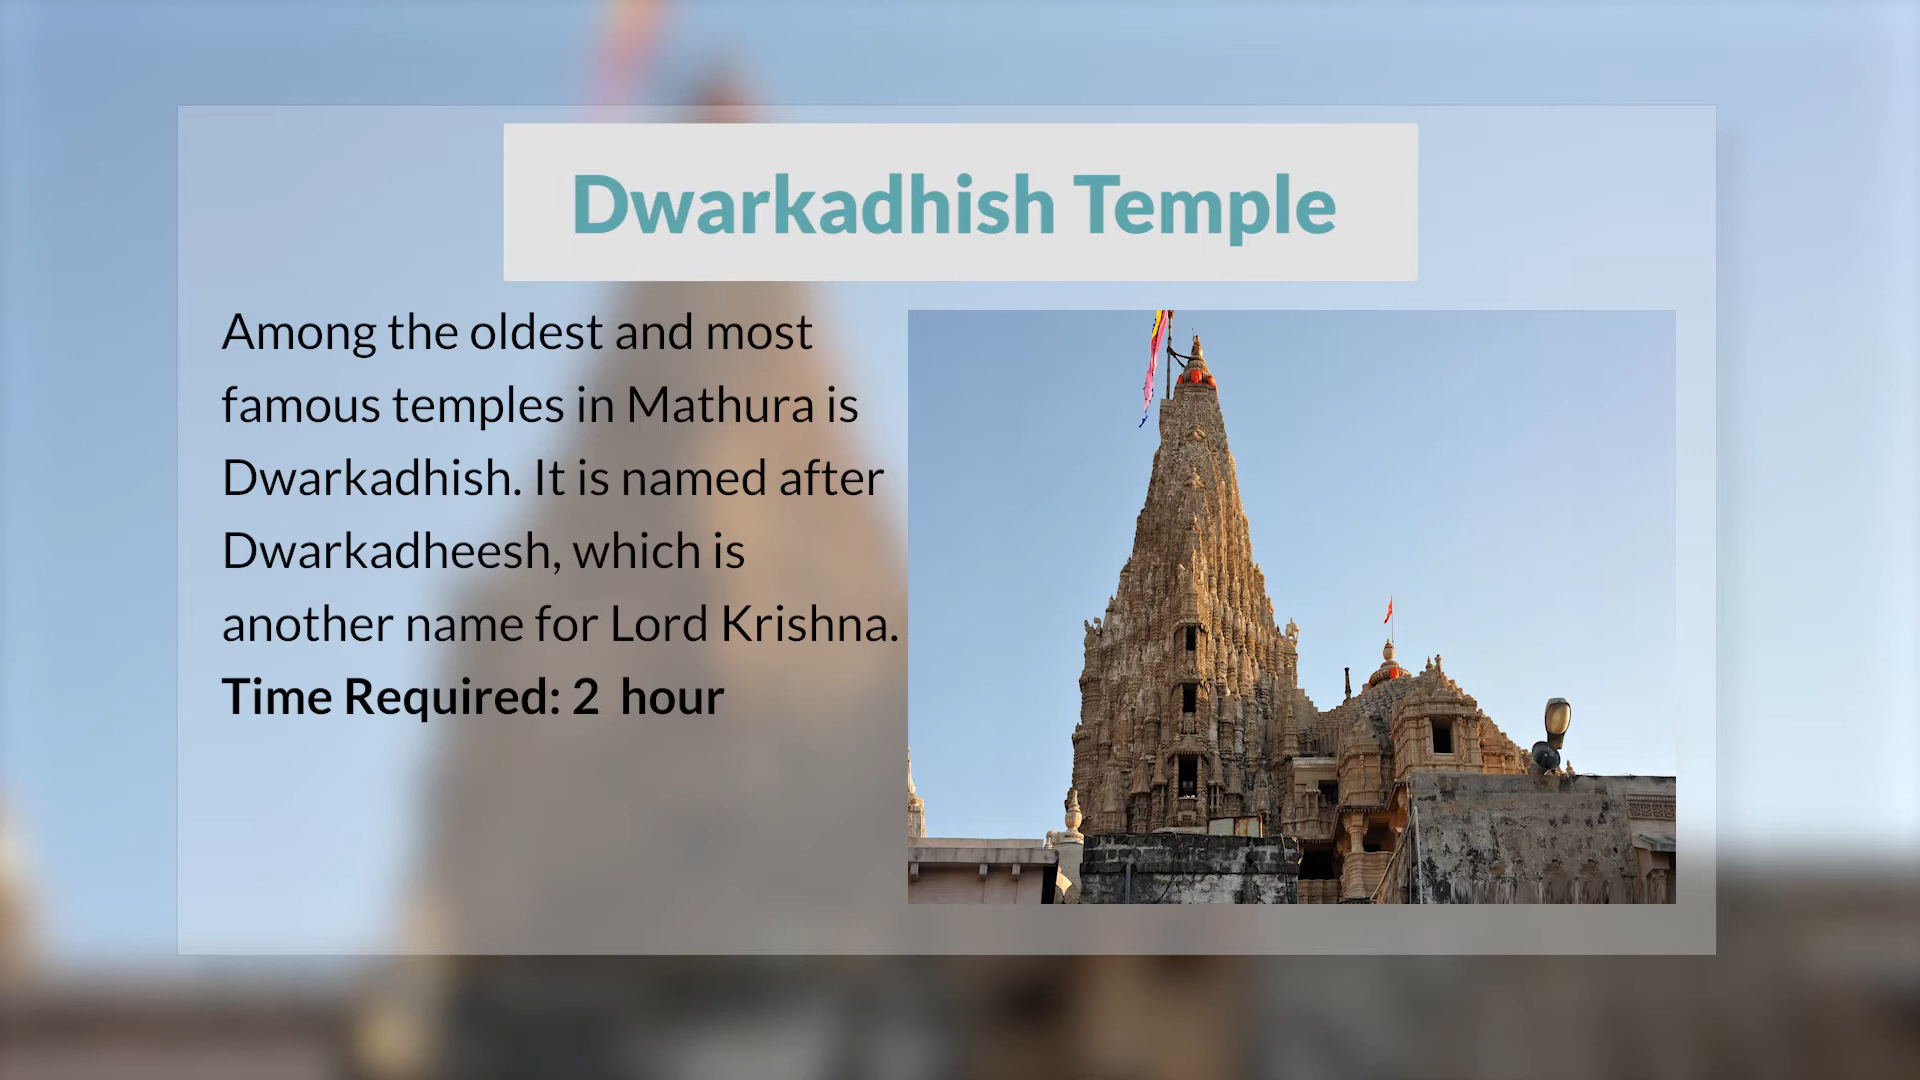 Dwarkadhish Temple
Among the oldest and most
famous temples in Mathura is
Dwarkadhish. It is named after
Dwarkadheesh, which is
another name for Lord Krishna.
Time Required: 2 hour